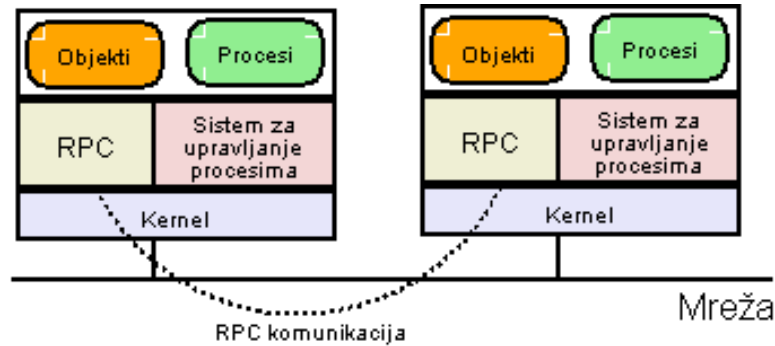 Objekti
Procesi
RPC
Sistem za
upravljanje
procesima
Kernel
Objekti
Procesi
RPC
Sistem za
upravljanje
procesima
Kernel
Mreža
RPC komunikacija